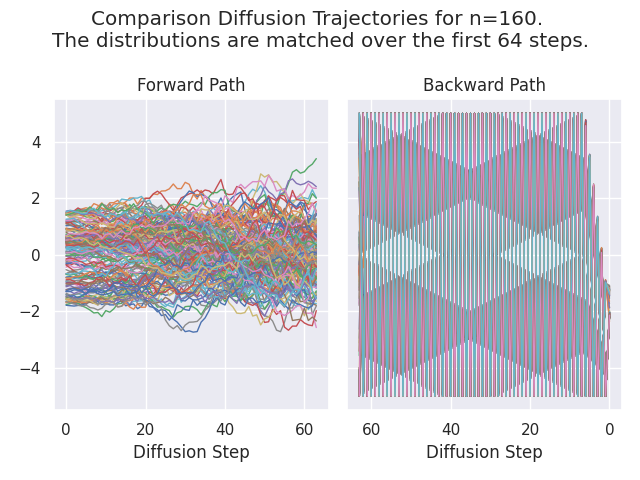 Comparison Diffusion Trajectories for n=160.
The distributions are matched over the first 64 steps.
Forward Path
Backward Path
4
2
0
−2
−4
0 20 40 60
60 40 20 0
Diffusion Step
Diffusion Step